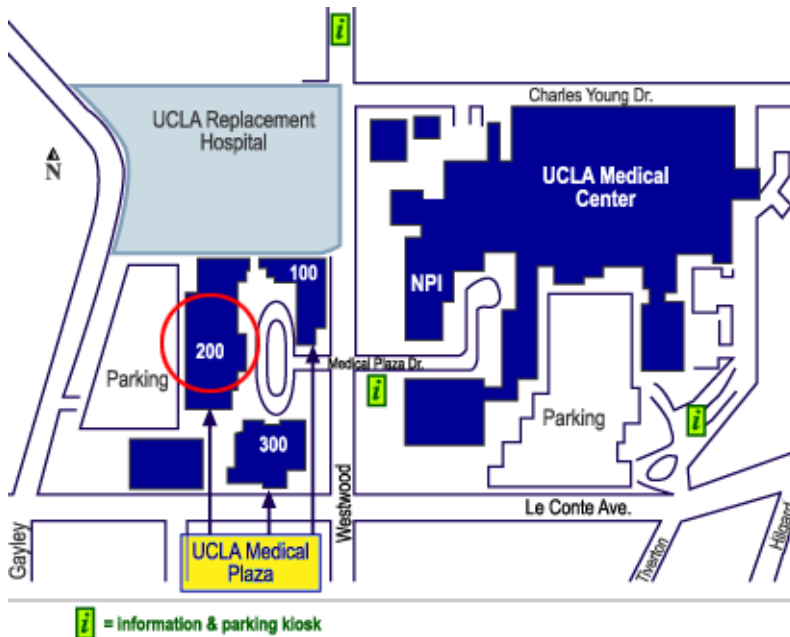 i
Charles Young Dr.
UCLA Replacement
Hospital
N
UCLA Medical
Center
100
NPI
200
Medical Plaza Dr.
Parking
i
Parking
i
300
Le Conte Ave.
Westwood
Gayley
UCLA Medical
Plaza
Tiverton
Hilgard
i = information & parking kiosk